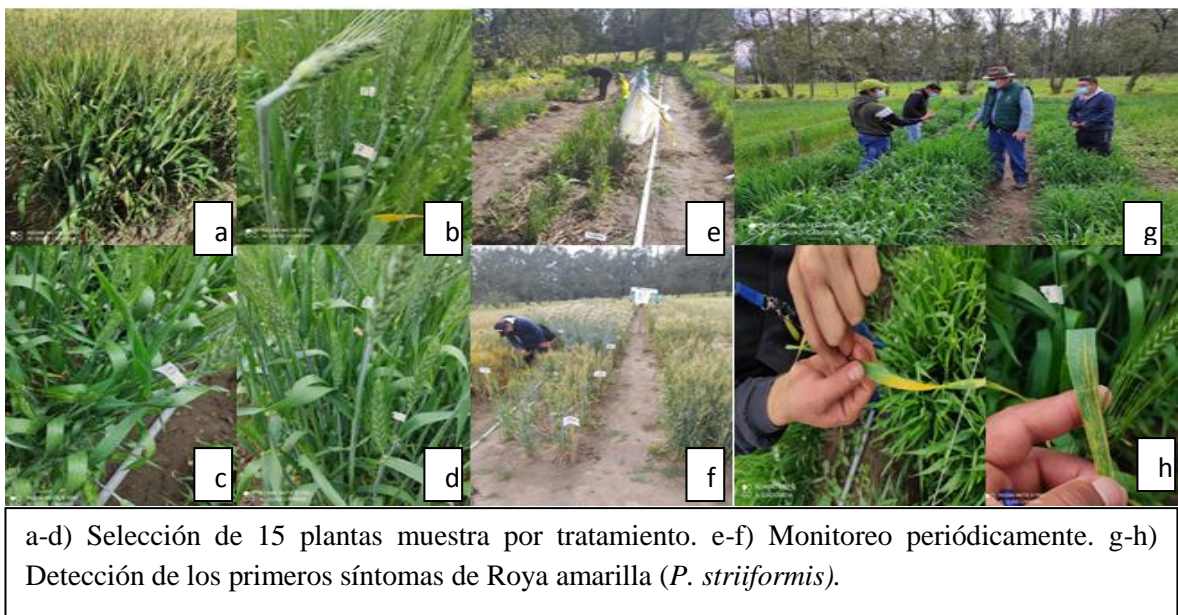 a
b
e
g
c
d
f
h
a-d) Selección de 15 plantas muestra por tratamiento. e-f) Monitoreo periódicamente. g-h)
Detección de los primeros síntomas de Roya amarilla (P. striiformis).